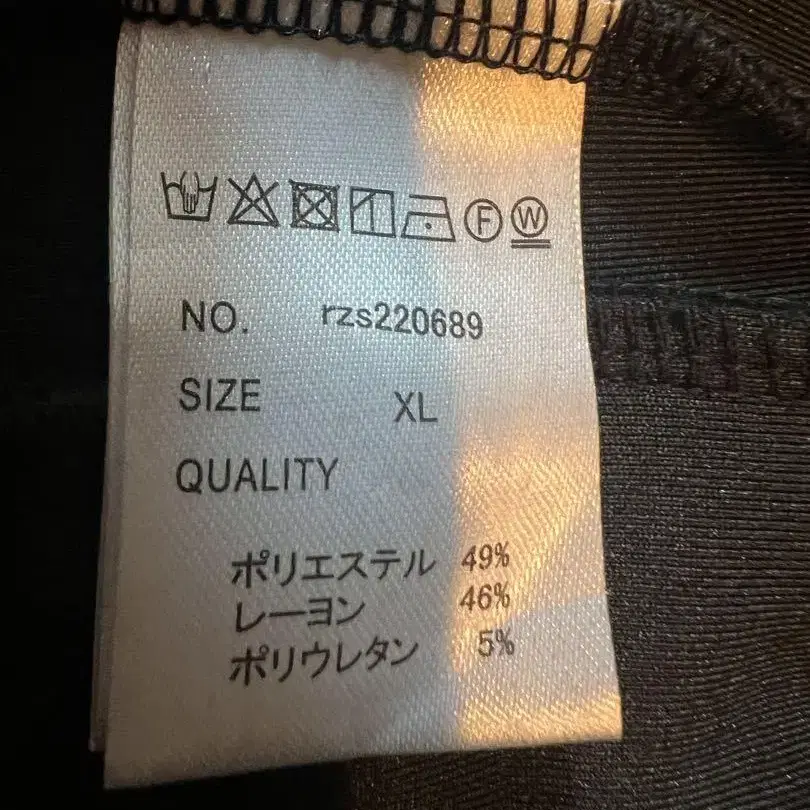 F W
NO. rzs220689
SIZE XL
QUALITY
ポリエステル 49%
レーヨン 46%
ポリウレタン 5%